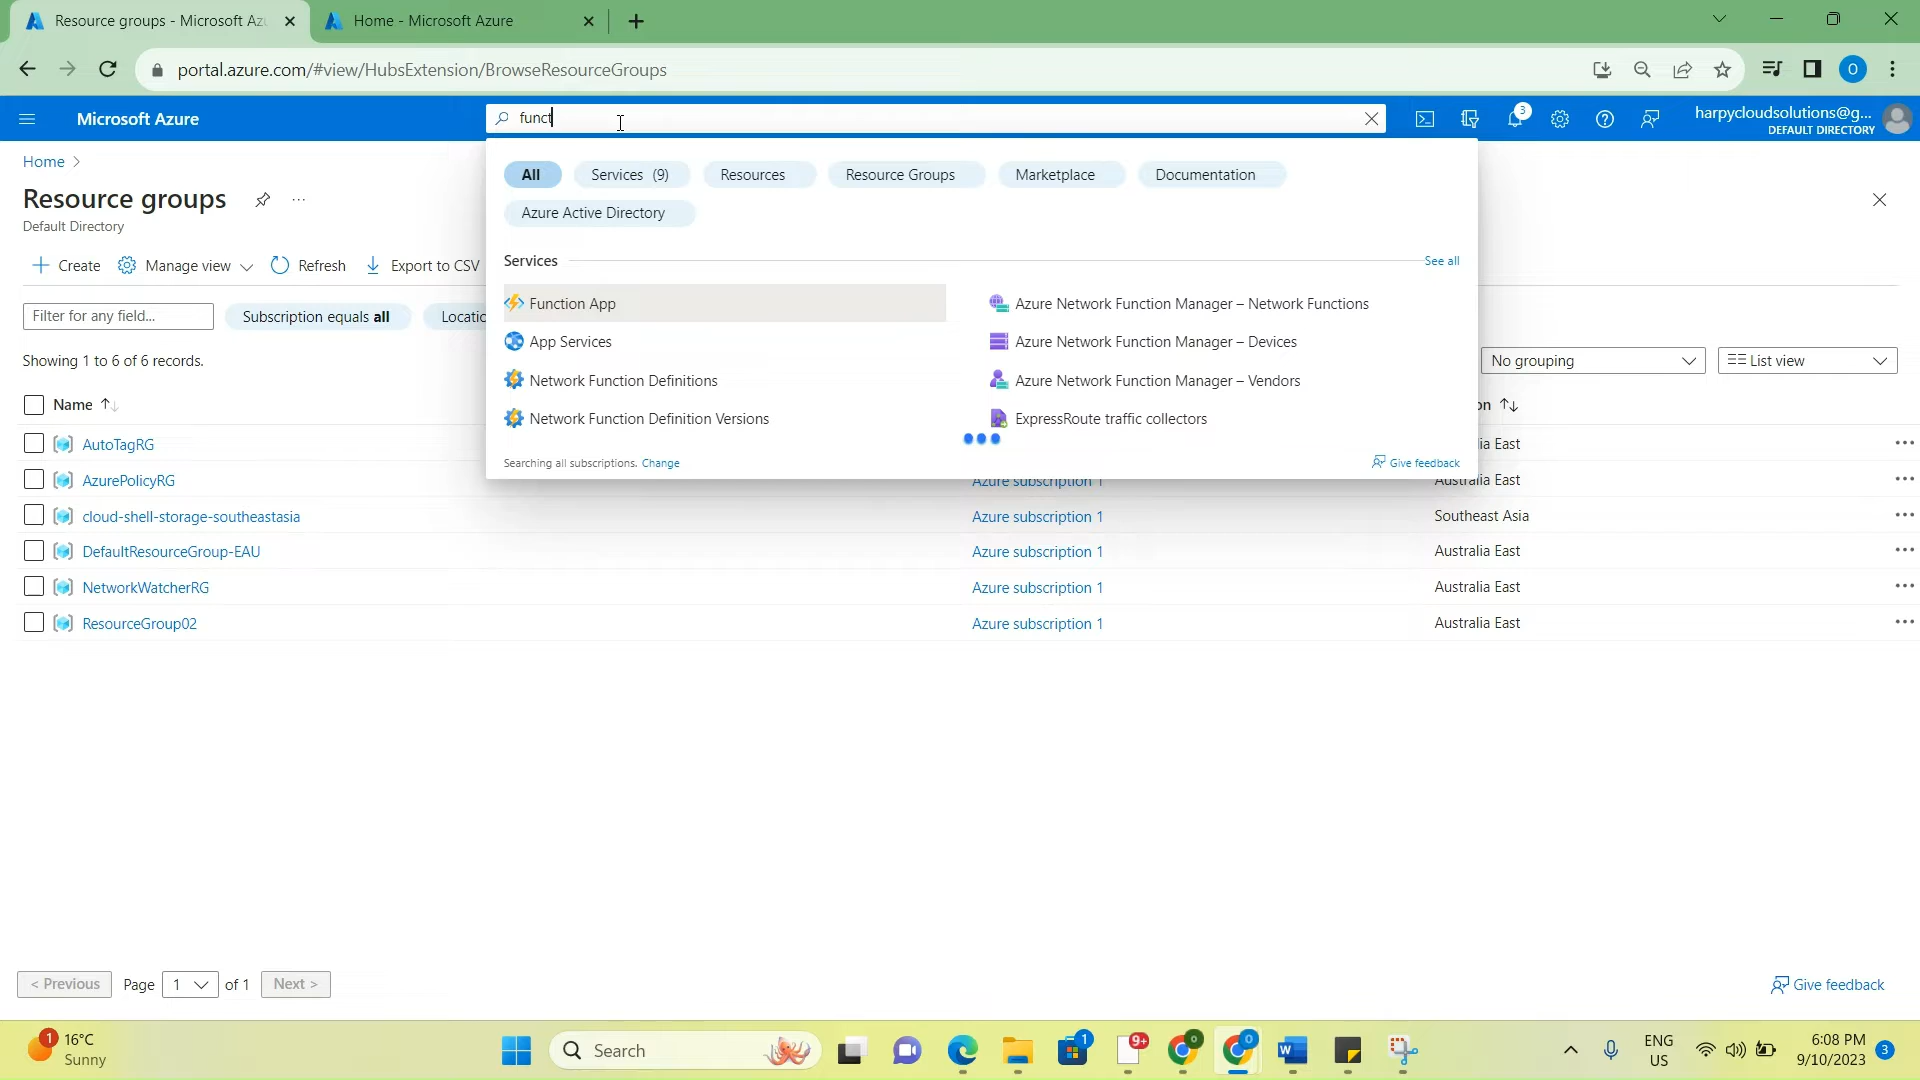 Resource groups - Microsoft Az
Home - Microsoft Azure
portal.azure.com/#view/HubsExtension/BrowseResourceGroups
O
Microsoft Azure
funct
3
harpycloudsolutions@g...
DEFAULT DIRECTORY
Home >
All
Services (9)
Resources
Resource Groups
Marketplace
Documentation
Azure Active Directory
Resource groups
Default Directory
Services
See all
Create
Manage view
Refresh
Export to CSV
Function App
Azure Network Function Manager – Network Functions
App Services
Azure Network Function Manager – Devices
Network Function Definitions
Azure Network Function Manager – Vendors
Network Function Definition Versions
ExpressRoute traffic collectors
Searching all subscriptions. Change
Give feedback
Filter for any field...
Subscription equals all
Locatio
Showing 1 to 6 of 6 records.
No grouping
List view
Name
on
AutoTagRG
ia East
AzurePolicyRG
Azure subscription 1
Australia East
cloud-shell-storage-southeastasia
Azure subscription 1
Southeast Asia
DefaultResourceGroup-EAU
Azure subscription 1
Australia East
NetworkWatcherRG
Azure subscription 1
Australia East
ResourceGroup02
Azure subscription 1
Australia East
< Previous
Page 1 of 1
Next >
Give feedback
1
16°C
Sunny
Search
1
9+
O
O
ENG
US
6:08 PM
9/10/2023
3